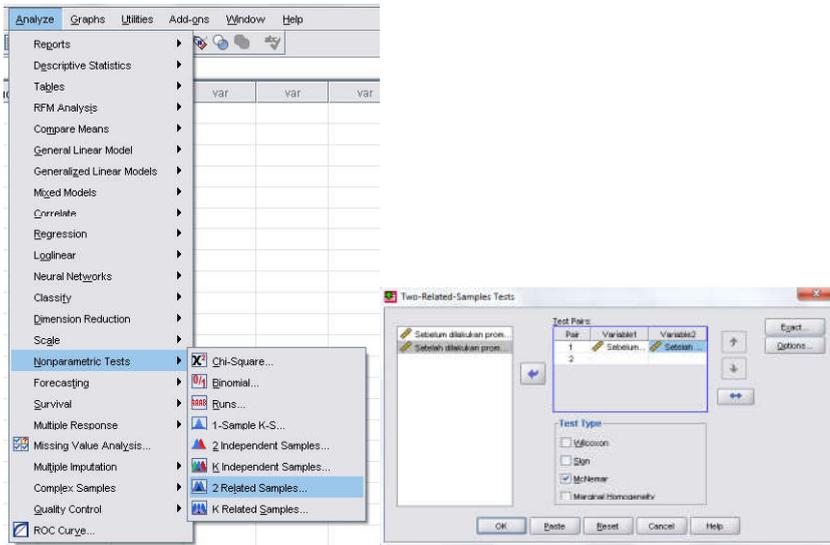 Analyze Graphs Utilities Add-ons Window Help
Reports
Descriptive Statistics
Tables
RFM Analysis
Compare Means
General Linear Model
Generalized Linear Models
Mixed Models
Correlate
Regression
Loglinear
Neural Networks
Classify
Dimension Reduction
Scale
Nonparametric Tests
Forecasting
Survival
Multiple Response
Missing Value Analysis...
Multiple Imputation
Complex Samples
Quality Control
ROC Curve...
var var var
Chi-Square...
Binomial...
Runs...
1-Sample K-S...
2 Independent Samples...
K Independent Samples...
2 Related Samples...
K Related Samples...
Two-Related-Samples Tests
Sebelum dilakukan prom...
Setelah dilakukan prom...
Test Pairs:
Pair Variable1 Variable2
1 Sebelum... Setelah ...
2
Exact...
Options...
Test Type
Wilcoxon
Sign
McNemar
Marginal Homogeneity
OK Paste Reset Cancel Help